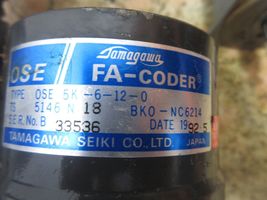 Tamagawa
OSE FA-CODER®
TYPE OSE 5K-6-12-0
TS 5146 N 18 BKO-NC6214
SER.No.B 33536 DATE 1992.5
TAMAGAWA SEIKI CO.,LTD. JAPAN